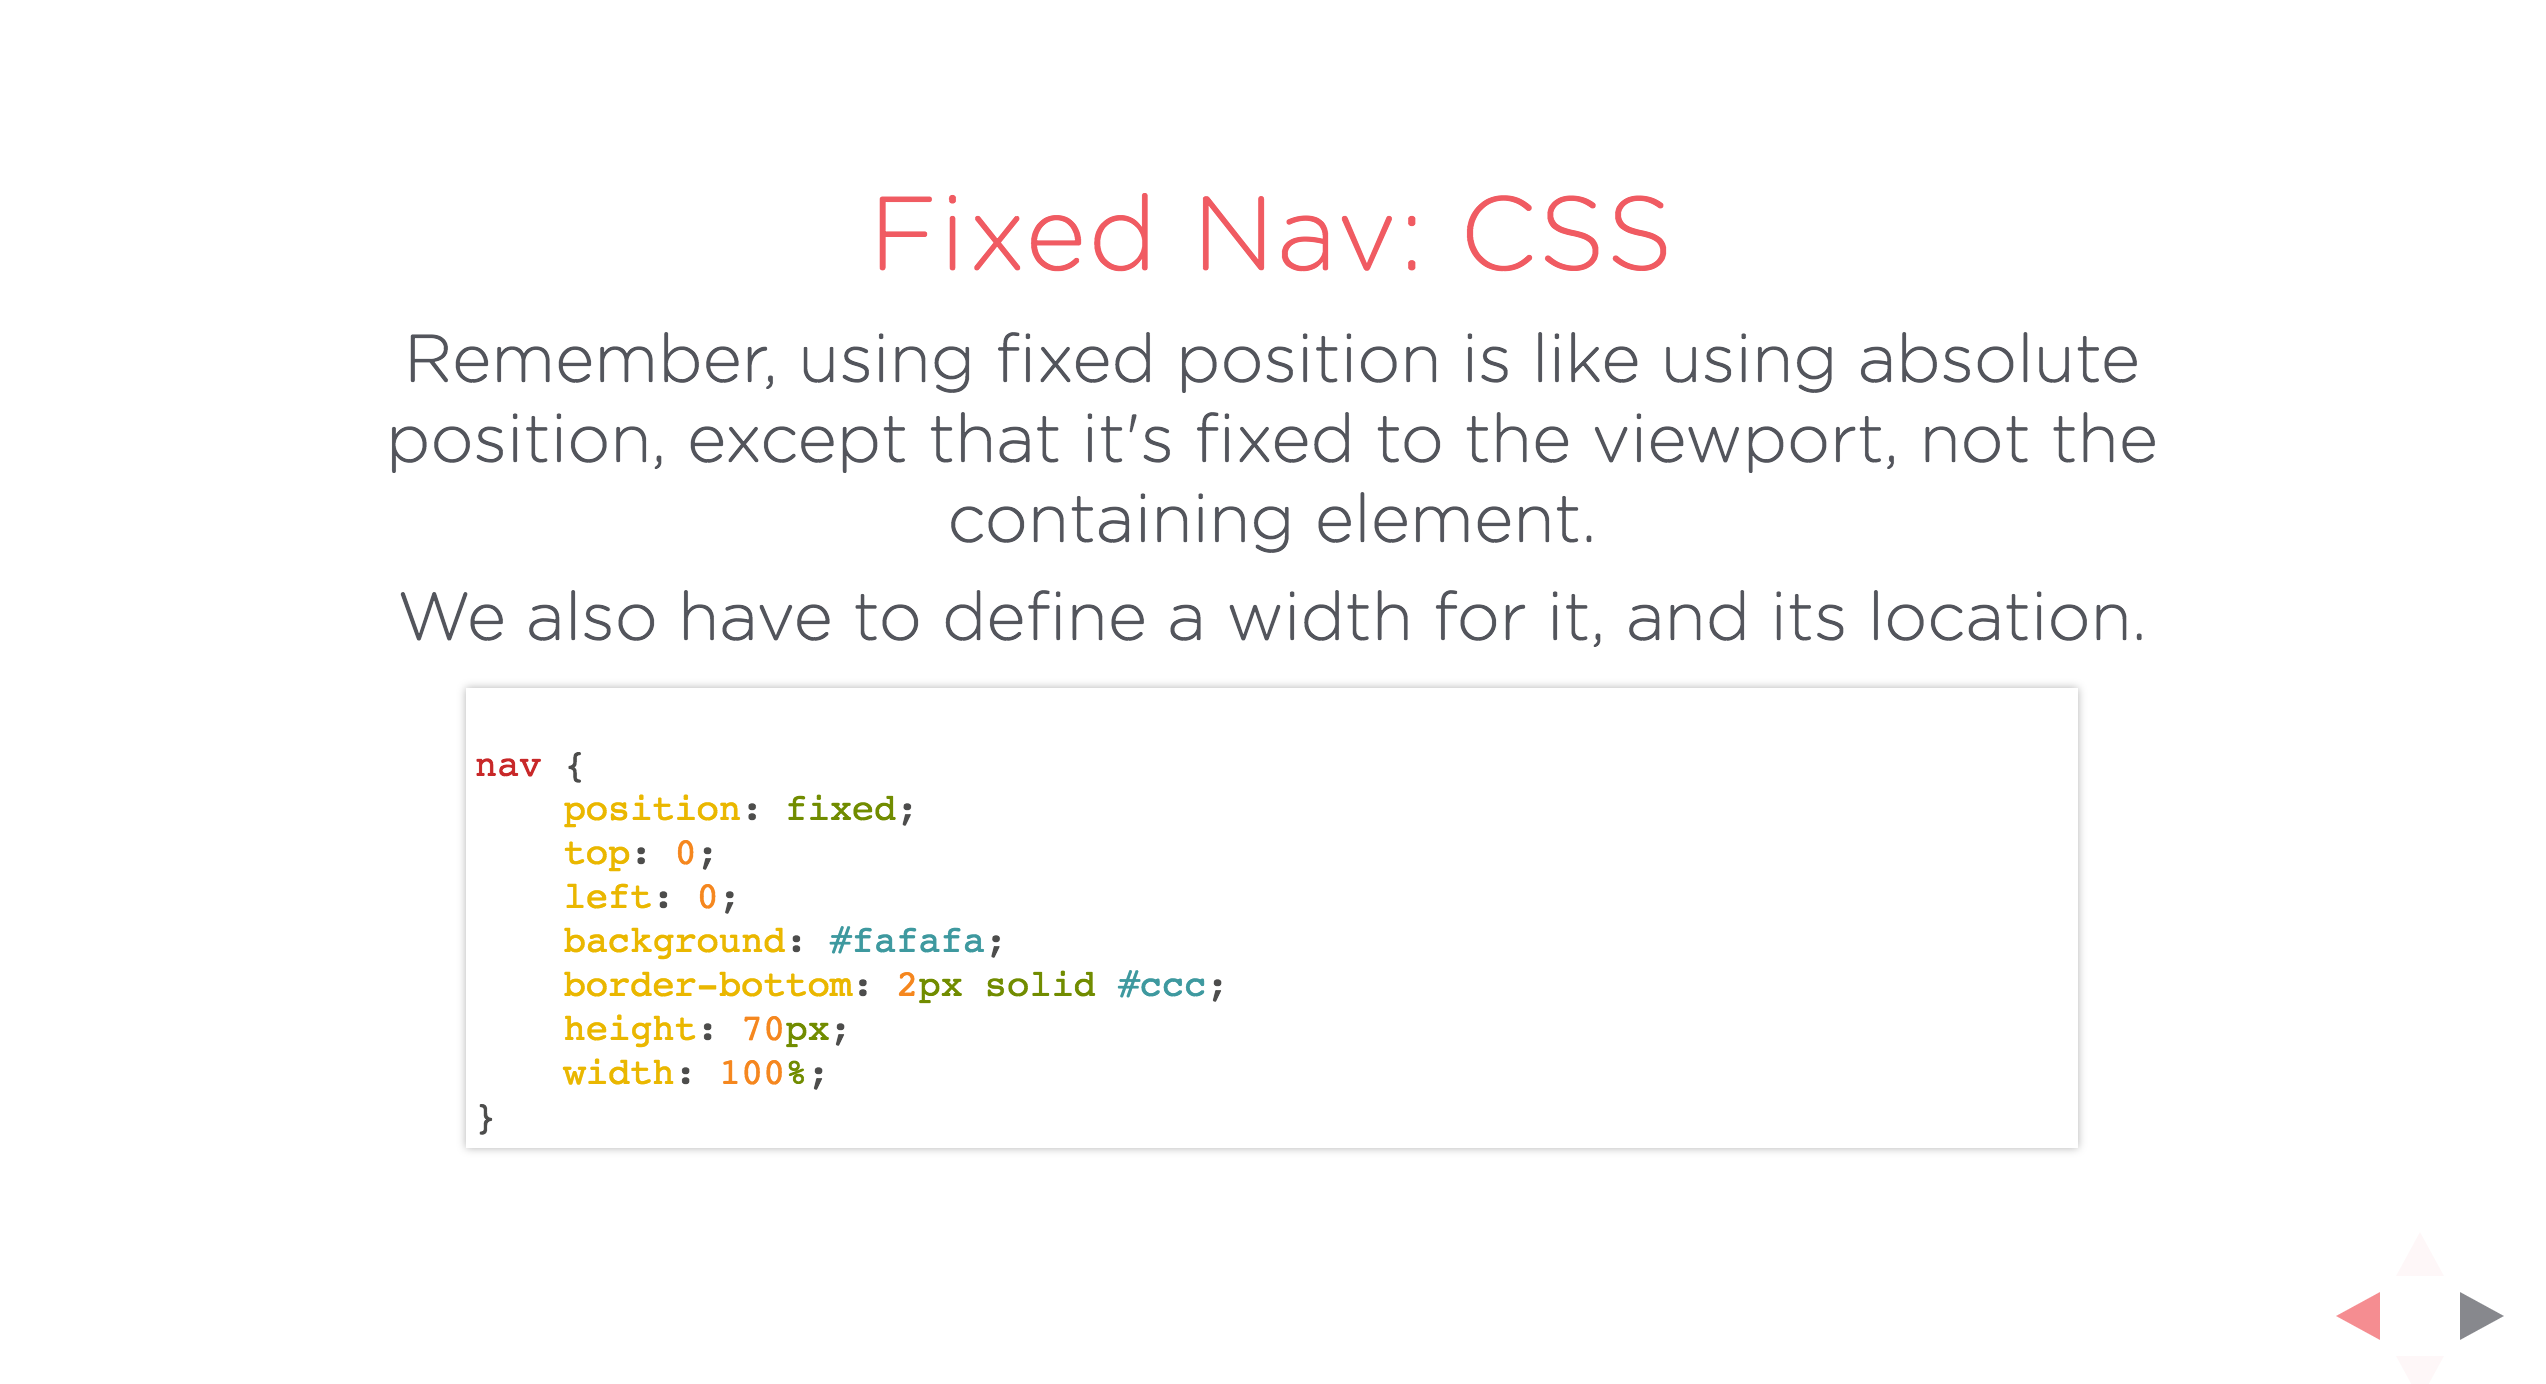 Fixed Nav: CSS
Remember, using fixed position is like using absolute
position, except that it's fixed to the viewport, not the
containing element.
We also have to define a width for it, and its location.
nav {
    position: fixed;
    top: 0;
    left: 0;
    background: #fafafa;
    border-bottom: 2px solid #ccc;
    height: 70px;
    width: 100%;
}